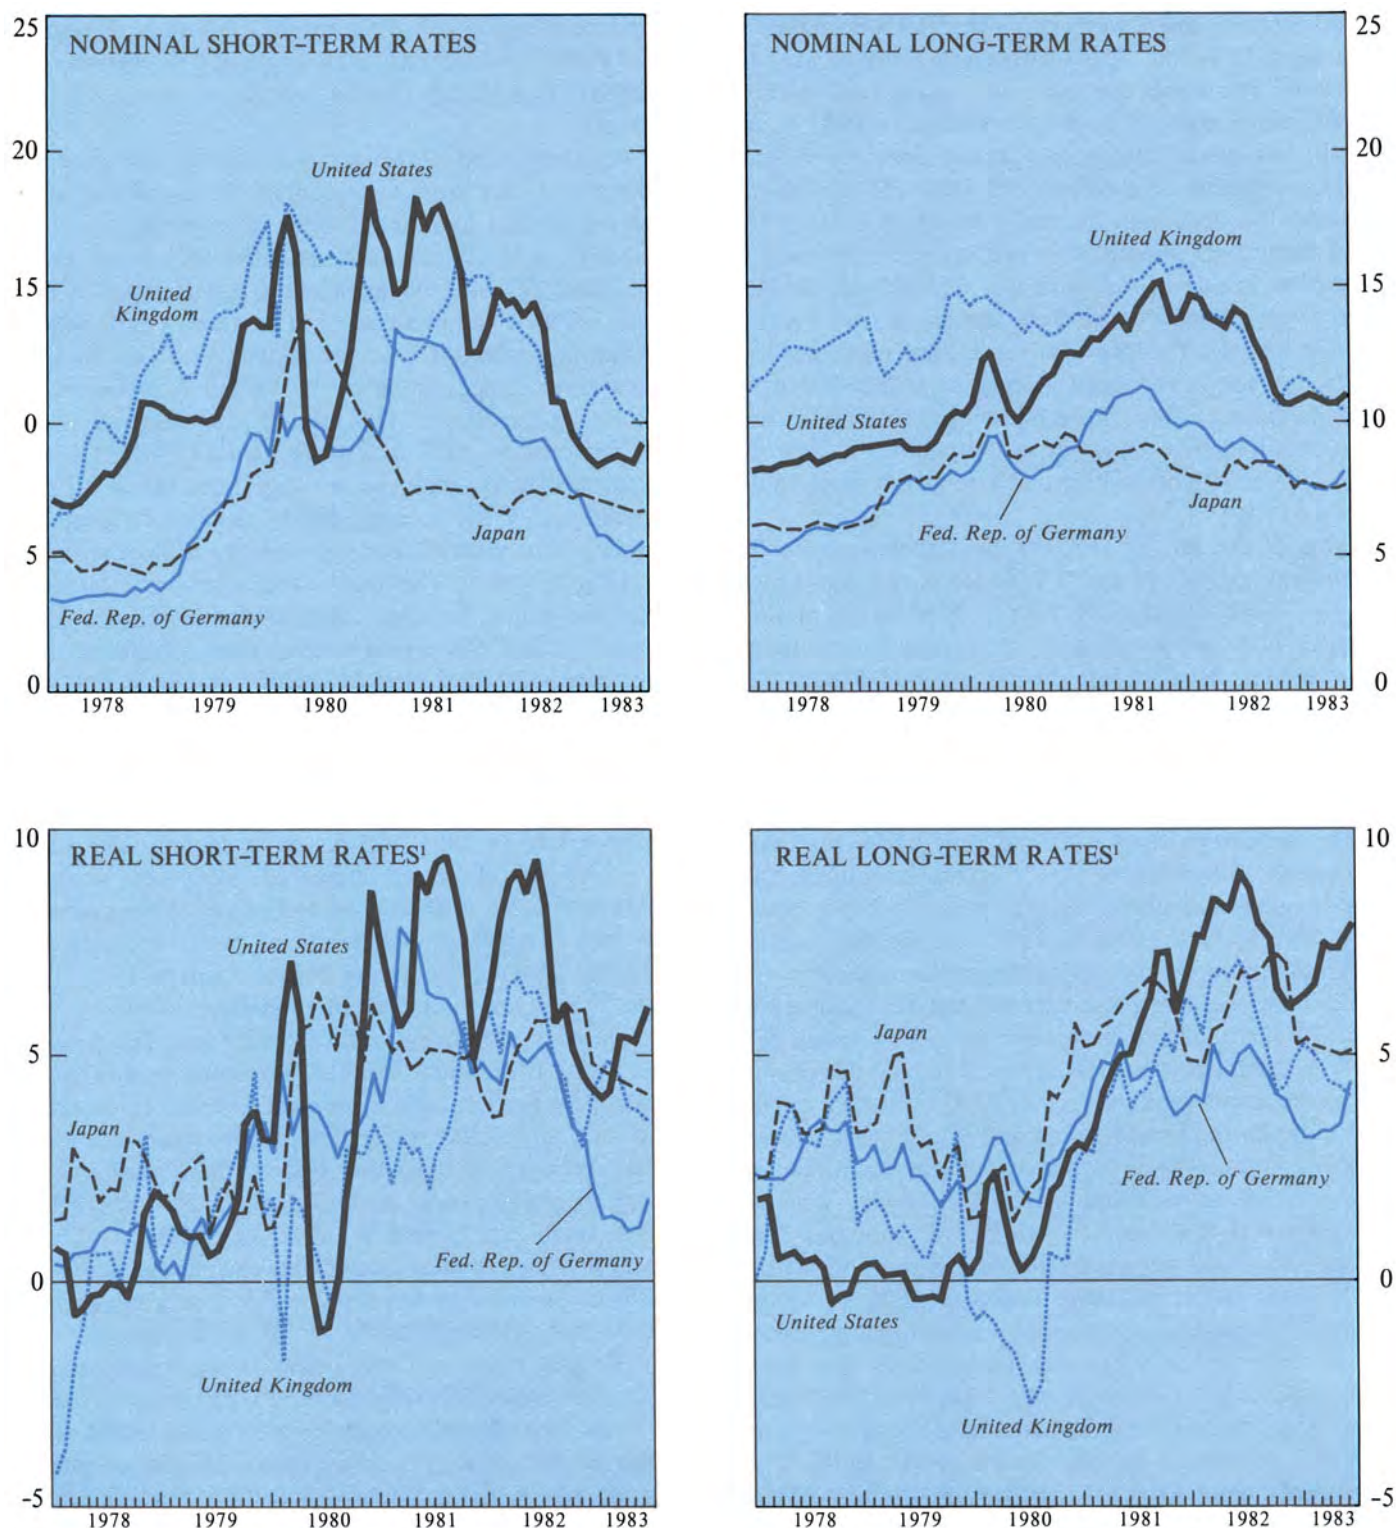 25
NOMINAL SHORT-TERM RATES
20
United States
15
United
Kingdom
0
Japan
5
Fed. Rep. of Germany
0
1978 1979 1980 1981 1982 1983
NOMINAL LONG-TERM RATES
25
20
United Kingdom
15
United States
10
Japan
Fed. Rep. of Germany
5
0
1978 1979 1980 1981 1982 1983
10
REAL SHORT-TERM RATES¹
United States
5
Japan
Fed. Rep. of Germany
0
United Kingdom
-5
1978 1979 1980 1981 1982 1983
REAL LONG-TERM RATES¹
10
Japan
5
Fed. Rep. of Germany
0
United States
United Kingdom
-5
1978 1979 1980 1981 1982 1983